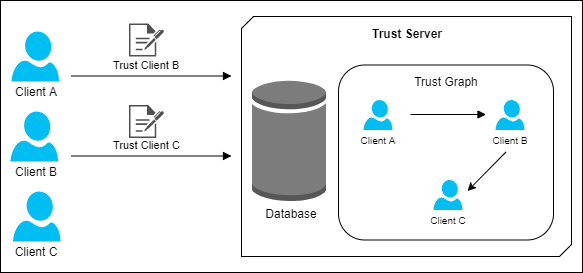 Trust Server
Trust Client B
Client A
Trust Graph
Client A
Client B
Trust Client C
Client B
Database
Client C
Client C